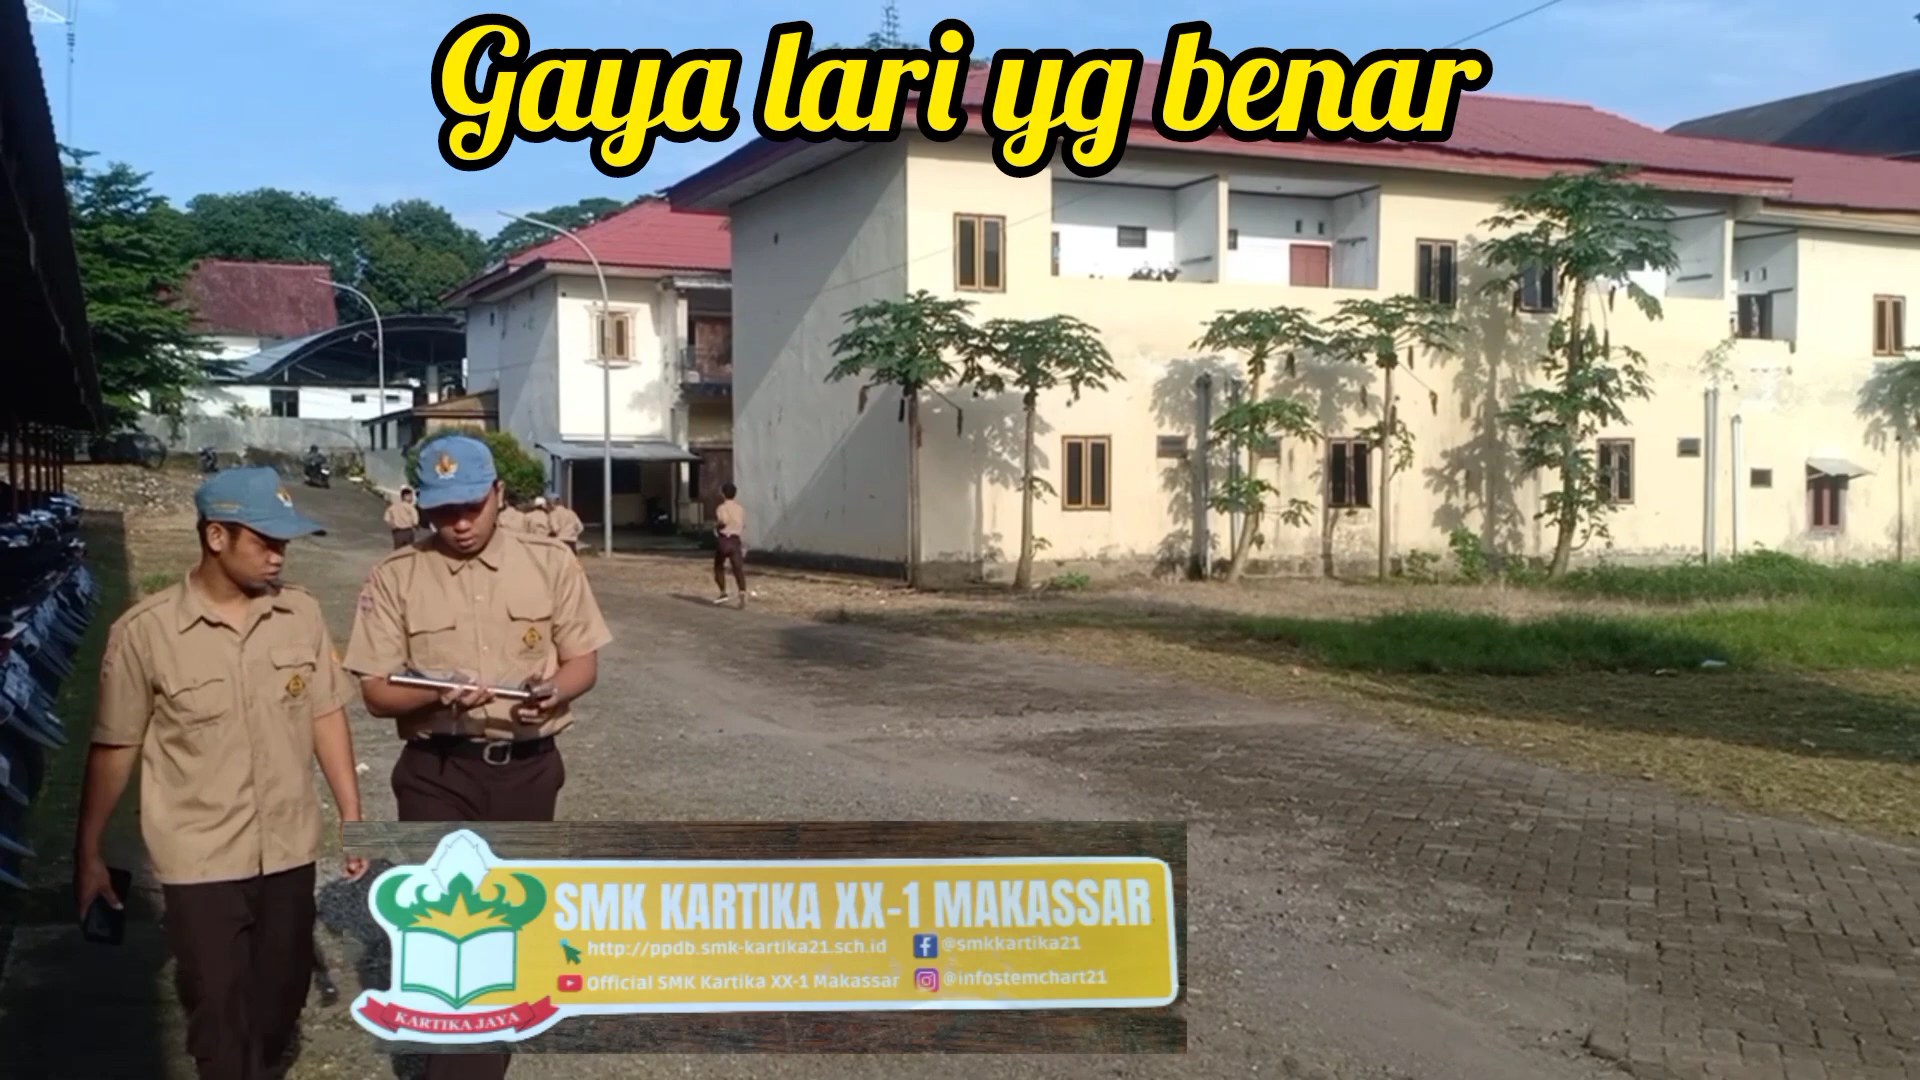 Gaya lari yg benar
SMK KARTIKA XX-1 MAKASSAR
http://ppdb.smk-kartika21.sch.id @smkkartika21
Official SMK Kartika XX-1 Makassar @infostemchart21
KARTIKA JAYA